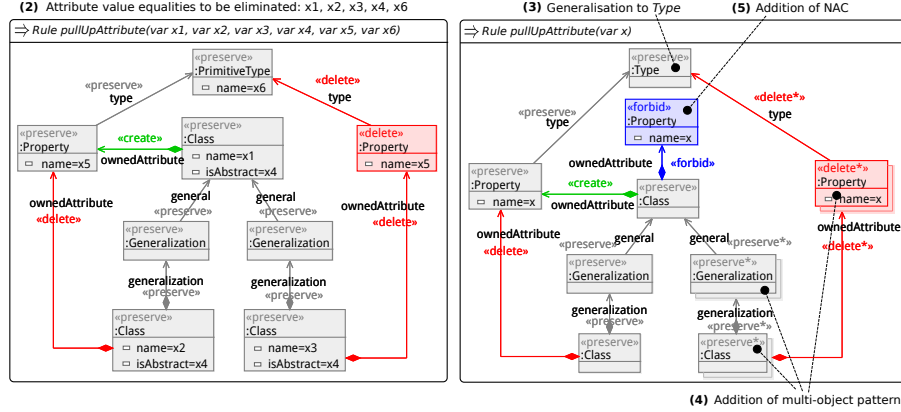 (2) Attribute value equalities to be eliminated: x1, x2, x3, x4, x6
Rule pullUpAttribute(var x1, var x2, var x3, var x4, var x5, var x6)
«preserve»
:PrimitiveType
name=x6
«preserve»
type
«delete»
type
«preserve»
:Property
name=x5
«create»
ownedAttribute
«preserve»
:Class
name=x1
isAbstract=x4
«delete»
:Property
name=x5
general
«preserve»
general
«preserve»
ownedAttribute
«delete»
ownedAttribute
«delete»
«preserve»
:Generalization
«preserve»
:Generalization
generalization
«preserve»
generalization
«preserve»
«preserve»
:Class
name=x2
isAbstract=x4
«preserve»
:Class
name=x3
isAbstract=x4
(3) Generalisation to Type
(5) Addition of NAC
Rule pullUpAttribute(var x)
«preserve»
:Type
«preserve»
type
«delete*»
type
«forbid»
:Property
name=x
ownedAttribute
«forbid»
«preserve»
:Property
name=x
«create»
ownedAttribute
«preserve»
:Class
«delete*»
:Property
name=x
ownedAttribute
«delete»
general
«preserve»
general
«preserve*»
ownedAttribute
«delete*»
«preserve»
:Generalization
«preserve*»
:Generalization
generalization
«preserve»
generalization
«preserve*»
«preserve»
:Class
«preserve*»
:Class
(4) Addition of multi-object pattern